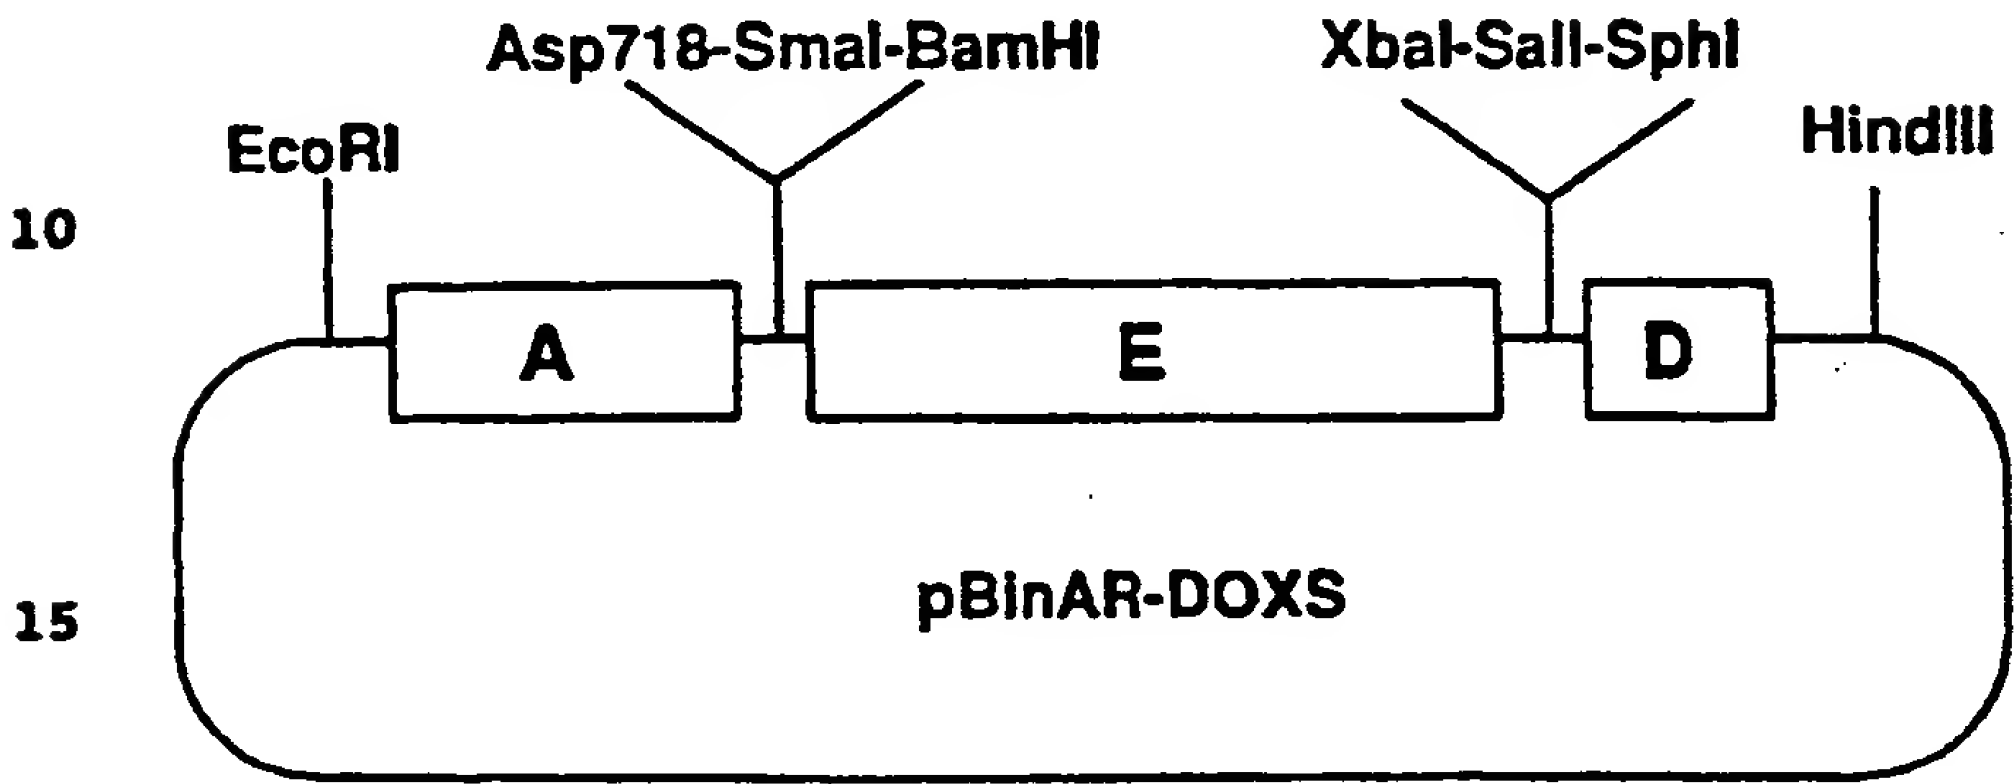 Asp718-SmaI-BamHI
XbaI-SalI-SphI
EcoRI
HindIII
10
A
E
D
pBinAR-DOXS
15